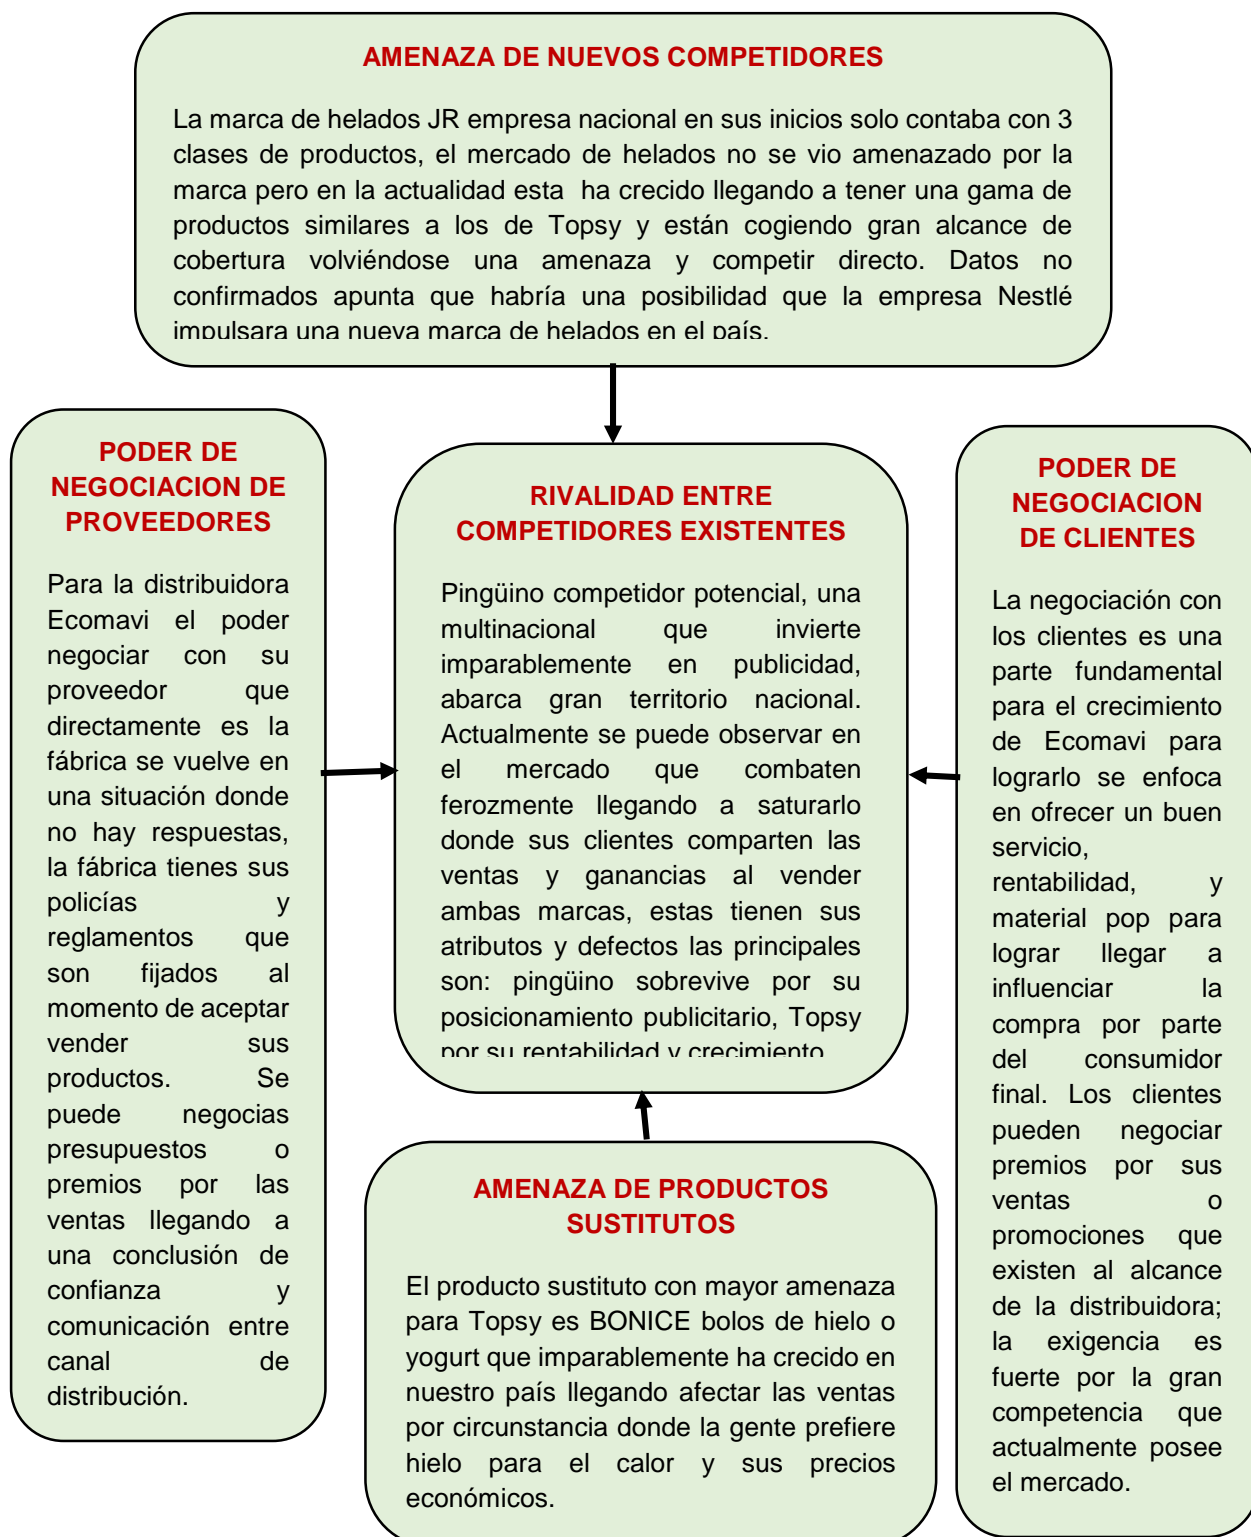 AMENAZA DE NUEVOS COMPETIDORES
La marca de helados JR empresa nacional en sus inicios solo contaba con 3
clases de productos, el mercado de helados no se vio amenazado por la
marca pero en la actualidad esta ha crecido llegando a tener una gama de
productos similares a los de Topsy y están cogiendo gran alcance de
cobertura volviéndose una amenaza y competir directo. Datos no
confirmados apunta que habría una posibilidad que la empresa Nestlé
impulsara una nueva marca de helados en el país.
PODER DE
NEGOCIACION DE
PROVEEDORES
Para la distribuidora
Ecomavi el poder
negociar con su
proveedor que
directamente es la
fábrica se vuelve en
una situación donde
no hay respuestas,
la fábrica tienes sus
policías y
reglamentos que
son fijados al
momento de aceptar
vender sus
productos. Se
puede negocias
presupuestos o
premios por las
ventas llegando a
una conclusión de
confianza y
comunicación entre
canal de
distribución.
RIVALIDAD ENTRE
COMPETIDORES EXISTENTES
Pingüino competidor potencial, una
multinacional que invierte
imparablemente en publicidad,
abarca gran territorio nacional.
Actualmente se puede observar en
el mercado que combaten
ferozmente llegando a saturarlo
donde sus clientes comparten las
ventas y ganancias al vender
ambas marcas, estas tienen sus
atributos y defectos las principales
son: pingüino sobrevive por su
posicionamiento publicitario, Topsy
por su rentabilidad y crecimiento
PODER DE
NEGOCIACION
DE CLIENTES
La negociación con
los clientes es una
parte fundamental
para el crecimiento
de Ecomavi para
lograrlo se enfoca
en ofrecer un buen
servicio,
rentabilidad, y
material pop para
lograr llegar a
influenciar la
compra por parte
del consumidor
final. Los clientes
pueden negociar
premios por sus
ventas o
promociones que
existen al alcance
de la distribuidora;
la exigencia es
fuerte por la gran
competencia que
actualmente posee
el mercado.
AMENAZA DE PRODUCTOS
SUSTITUTOS
El producto sustituto con mayor amenaza
para Topsy es BONICE bolos de hielo o
yogurt que imparablemente ha crecido en
nuestro país llegando afectar las ventas
por circunstancia donde la gente prefiere
hielo para el calor y sus precios
económicos.